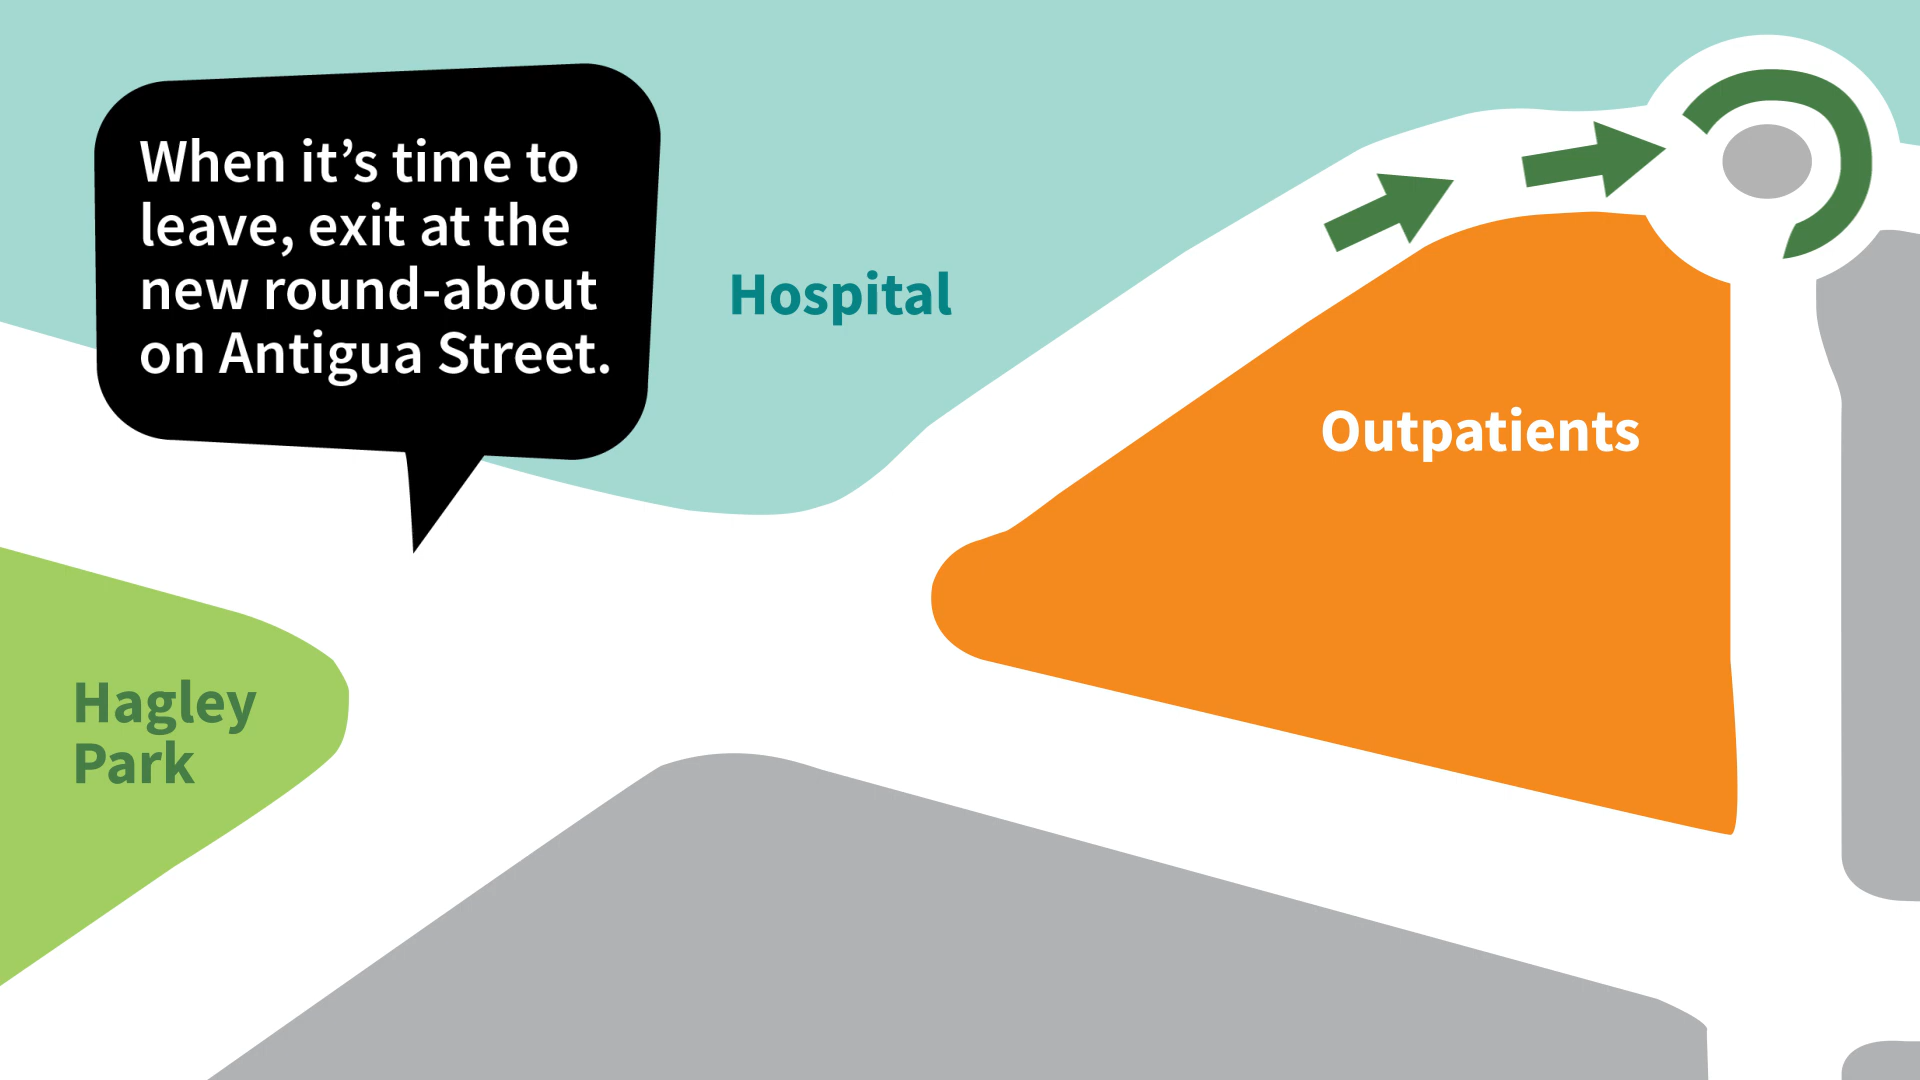 When it’s time to
leave, exit at the
new round-about
on Antigua Street.
Hospital
Outpatients
Hagley
Park